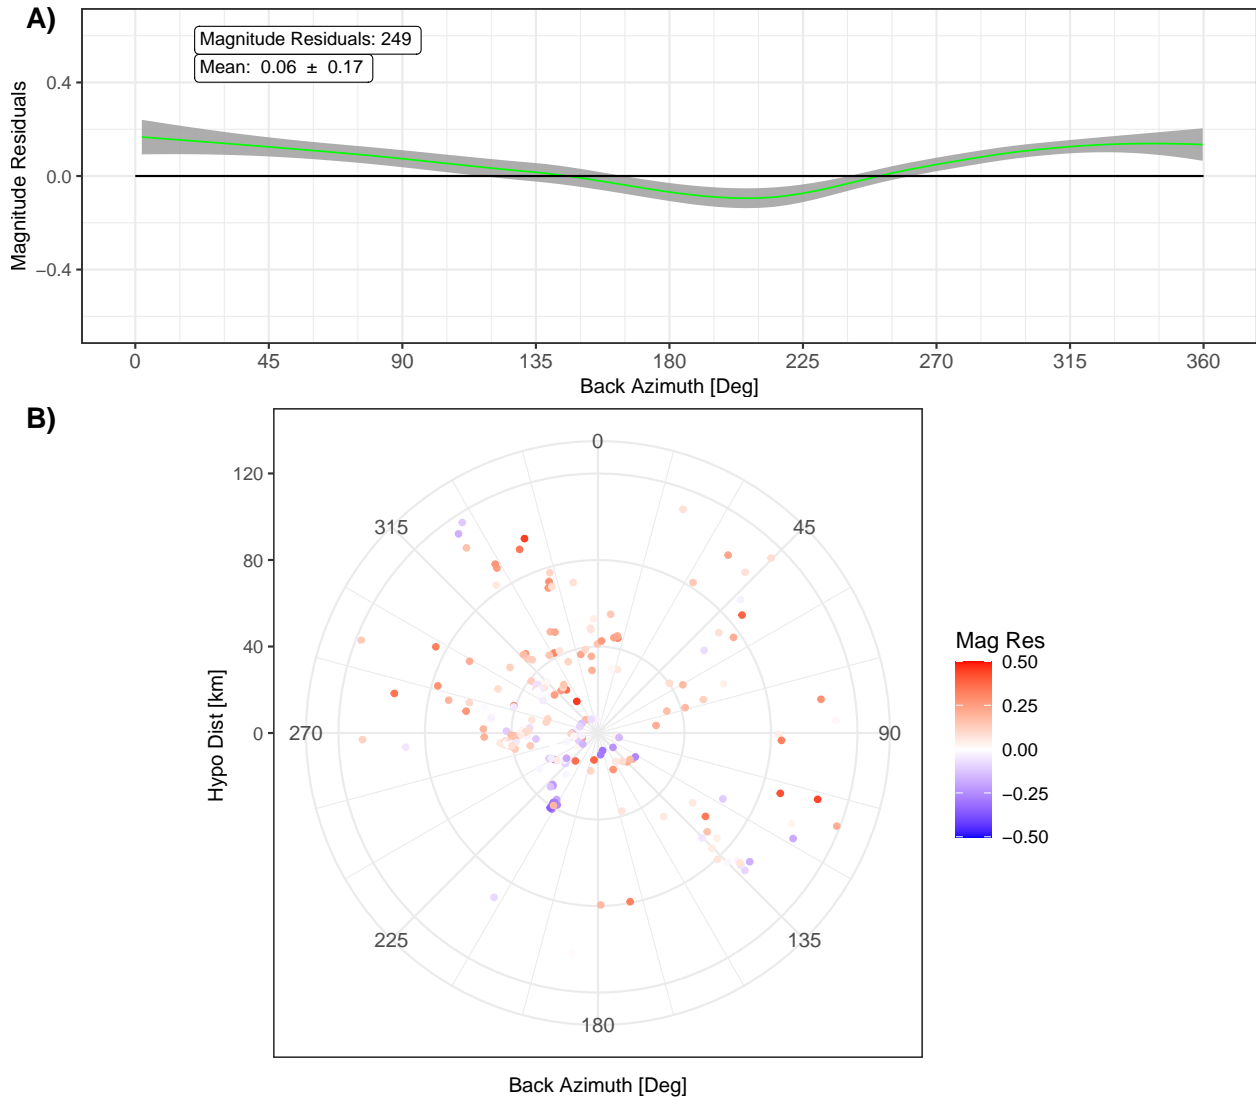 A)
Magnitude Residuals: 249
Mean:  0.06  ±  0.17
Magnitude Residuals
0.4
0.0
−0.4
0 45 90 135 180 225 270 315 360
Back Azimuth [Deg]
B)
Hypo Dist [km]
120
80
40
0
0
45
90
135
180
225
270
315
Back Azimuth [Deg]
Mag Res
0.50
0.25
0.00
−0.25
−0.50